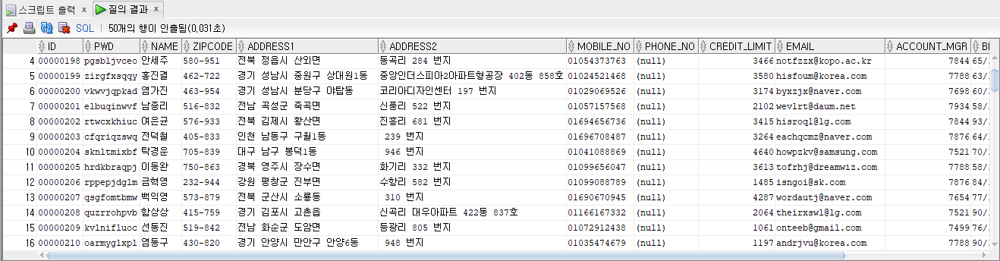 스크립트 출력 x 질의 결과 x
SQL | 50개의 행이 인출됨(0,031초)
ID PWD NAME ZIPCODE ADDRESS1 ADDRESS2 MOBILE_NO PHONE_NO CREDIT_LIMIT EMAIL ACCOUNT_MGR
4 00000198 pgsbljvceo 안세주 580-951 전북 정읍시 산외면 동곡리 284 번지 01054373763 (null) 3466 notfzzx@kopo.ac.kr 7844 65/
5 00000199 zirgfxsqqy 홍진결 462-722 경기 성남시 중원구 상대원1동 중앙인더스피아2아파트형공장 402동 858호 01024521468 (null) 3580 hisfoum@korea.com 7788 63/
6 00000200 vkwvjqpkad 염가진 463-954 경기 성남시 분당구 야탑동 코리아디자인센터 197 번지 01029069526 (null) 3174 byxzjx@naver.com 7698 60/
7 00000201 elbuqinwvf 남종리 516-832 전남 곡성군 죽곡면 신풍리 522 번지 01057157568 (null) 2102 wevlrt@daum.net 7934 58/
8 00000202 rtwcxkhiuc 여은균 576-933 전북 김제시 황산면 진흥리 681 번지 01694656736 (null) 3415 hisroql@lg.com 7844 93/
9 00000203 cfqriqzswq 전덕철 405-833 인천 남동구 구월1동 239 번지 01696708487 (null) 3264 eachqcmz@naver.com 7876 64/
10 00000204 sknltmixbf 탁경운 705-839 대구 남구 봉덕1동 946 번지 01041088869 (null) 4640 howpzkv@samsung.com 7521 70/
11 00000205 hrdkbraqpj 이동완 750-863 경북 영주시 장수면 화기리 332 번지 01099656047 (null) 3613 tofrhj@dreamwiz.com 7788 58/
12 00000206 rppepjdglm 금혁영 232-944 강원 평창군 진부면 수항리 582 번지 01099088789 (null) 1485 isngoi@sk.com 7876 84/
13 00000207 qsgfomtbmw 백익영 573-879 전북 군산시 소룡동 310 번지 01690670945 (null) 4287 wordautj@naver.com 7654 77/
14 00000208 quzrrohpvb 함상상 415-759 경기 김포시 고촌읍 신곡리 대우아파트 422동 837호 01166167332 (null) 2064 theirxswl@lg.com 7521 90/
15 00000209 kvlnifluoc 선동진 519-842 전남 화순군 도암면 등광리 805 번지 01072912438 (null) 1061 onteeb@gmail.com 7499 76/
16 00000210 oarmyglxpl 염동구 430-820 경기 안양시 만안구 안양6동 948 번지 01035474679 (null) 1197 andrjvu@korea.com 7788 90/